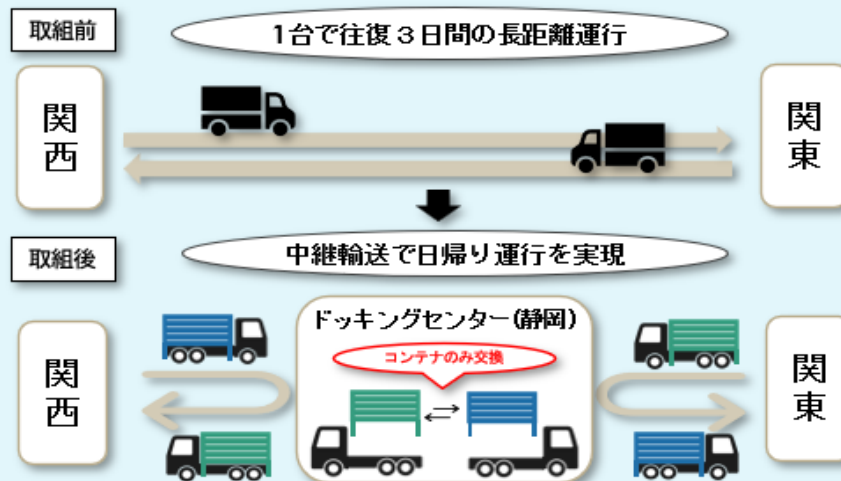 取組前
1台で往復3日間の長距離運行
関西
関東
取組後
中継輸送で日帰り運行を実現
関西
ドッキングセンター(静岡)
コンテナのみ交換
関東